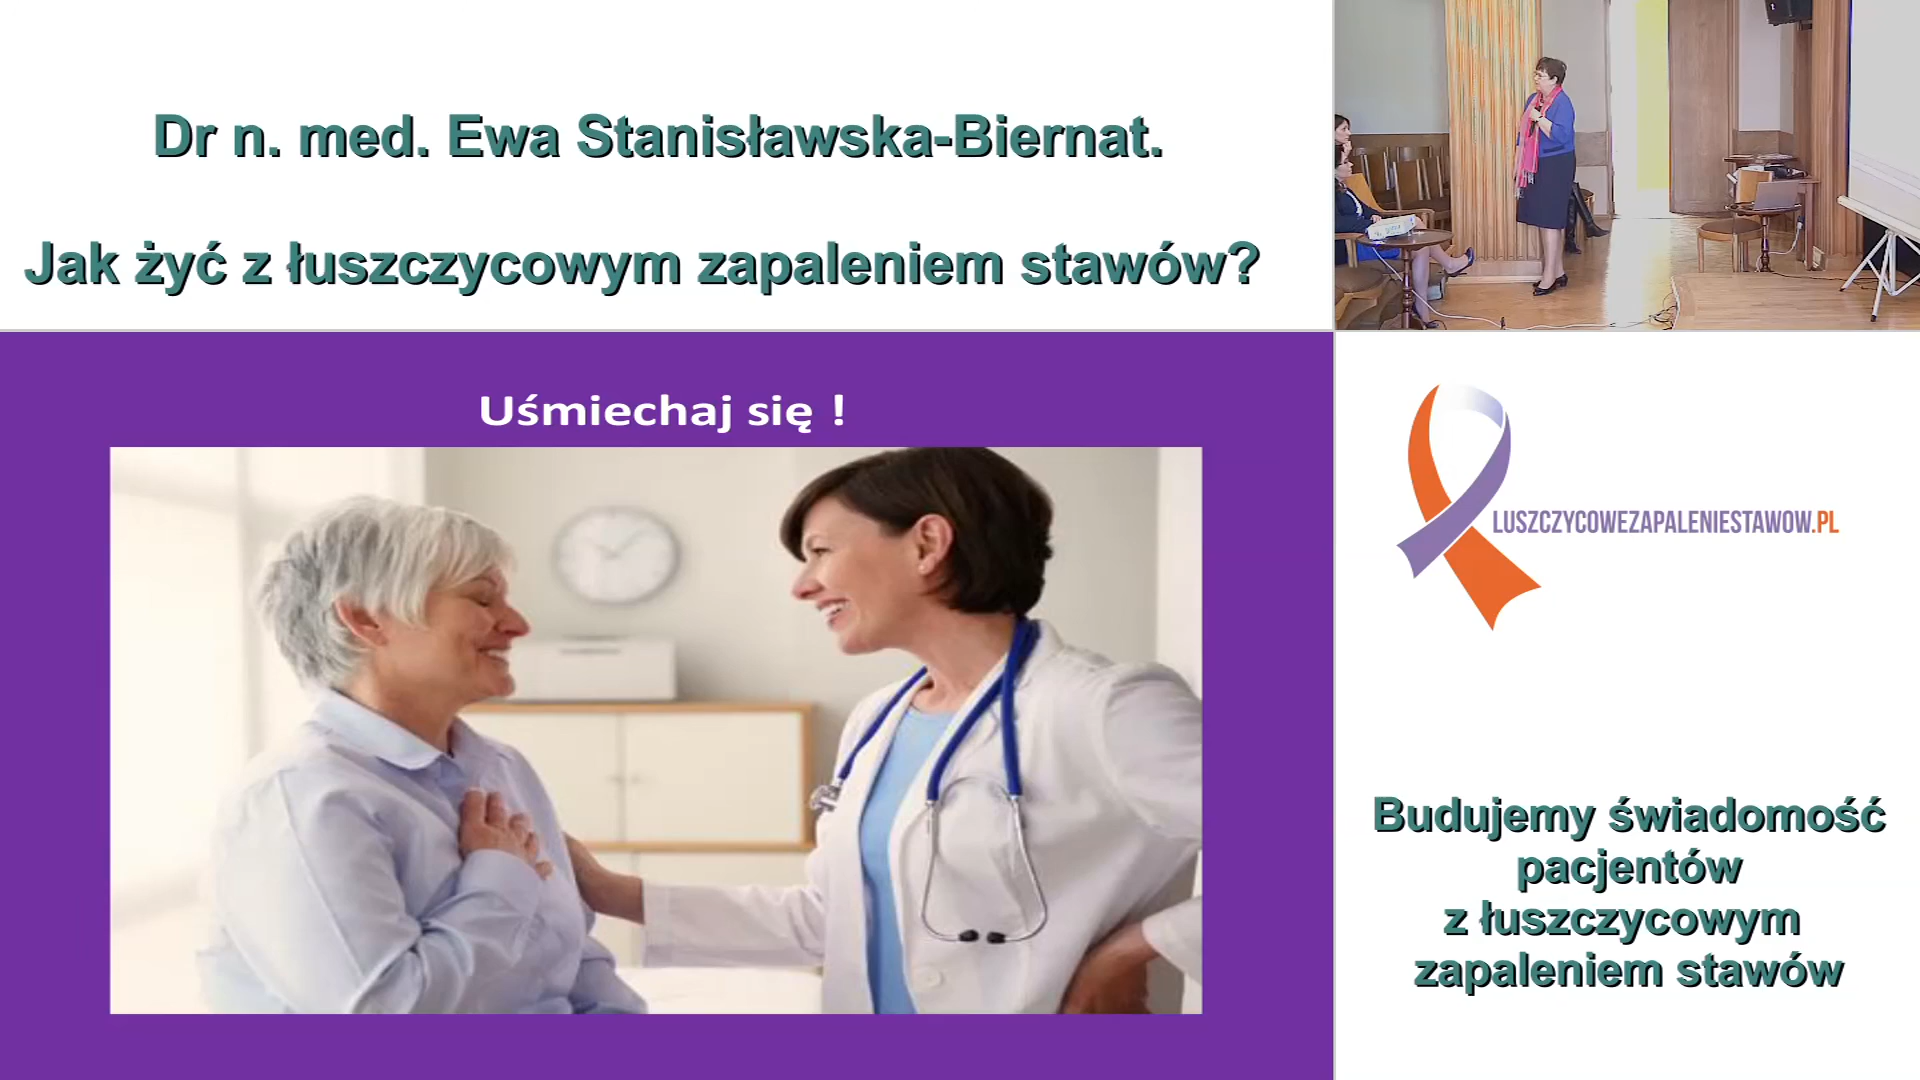 Dr n. med. Ewa Stanisławska-Biernat.
Jak żyć z łuszczycowym zapaleniem stawów?
Uśmiechaj się !
LUSZCZYCOWEZAPALENIESTAWOW.PL
Budujemy świadomość
pacjentów
z łuszczycowym
zapaleniem stawów